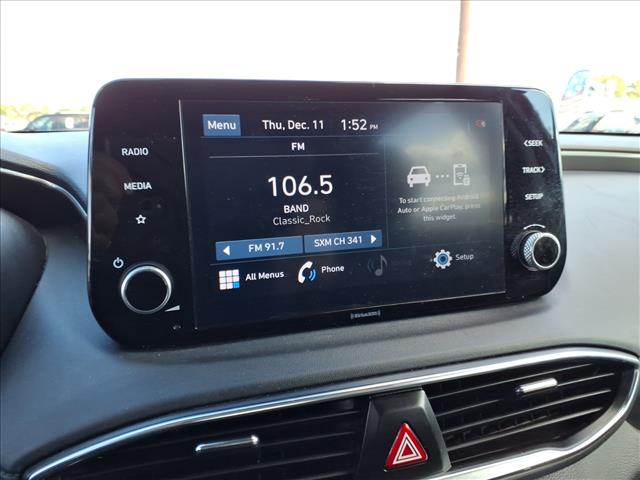 Menu Thu, Dec. 11 1:52 PM
FM
106.5
BAND
Classic_Rock
FM 91.7 SXM CH 341
All Menus Phone Setup
To start connecting Android
Auto or Apple CarPlay, press
this widget.
RADIO
MEDIA
SEEK
TRACK
SETUP
SiriusXM